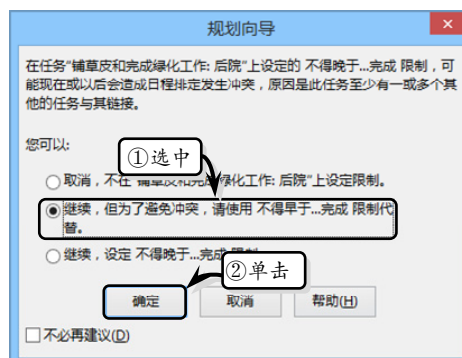 规划向导
在任务“铺草皮和完成绿化工作: 后院”上设定的 不得晚于...完成 限制，可
能现在或以后会造成日程排定发生冲突，原因是此任务至少有一或多个其
他的任务与其链接。
您可以:
①选中
取消，不在“铺草皮和完成绿化工作: 后院”上设定限制。
继续，但为了避免冲突，请使用 不得早于...完成 限制代
替。
继续，设定 不得晚于...完成 限制
②单击
确定
取消
帮助(H)
不必再建议(D)